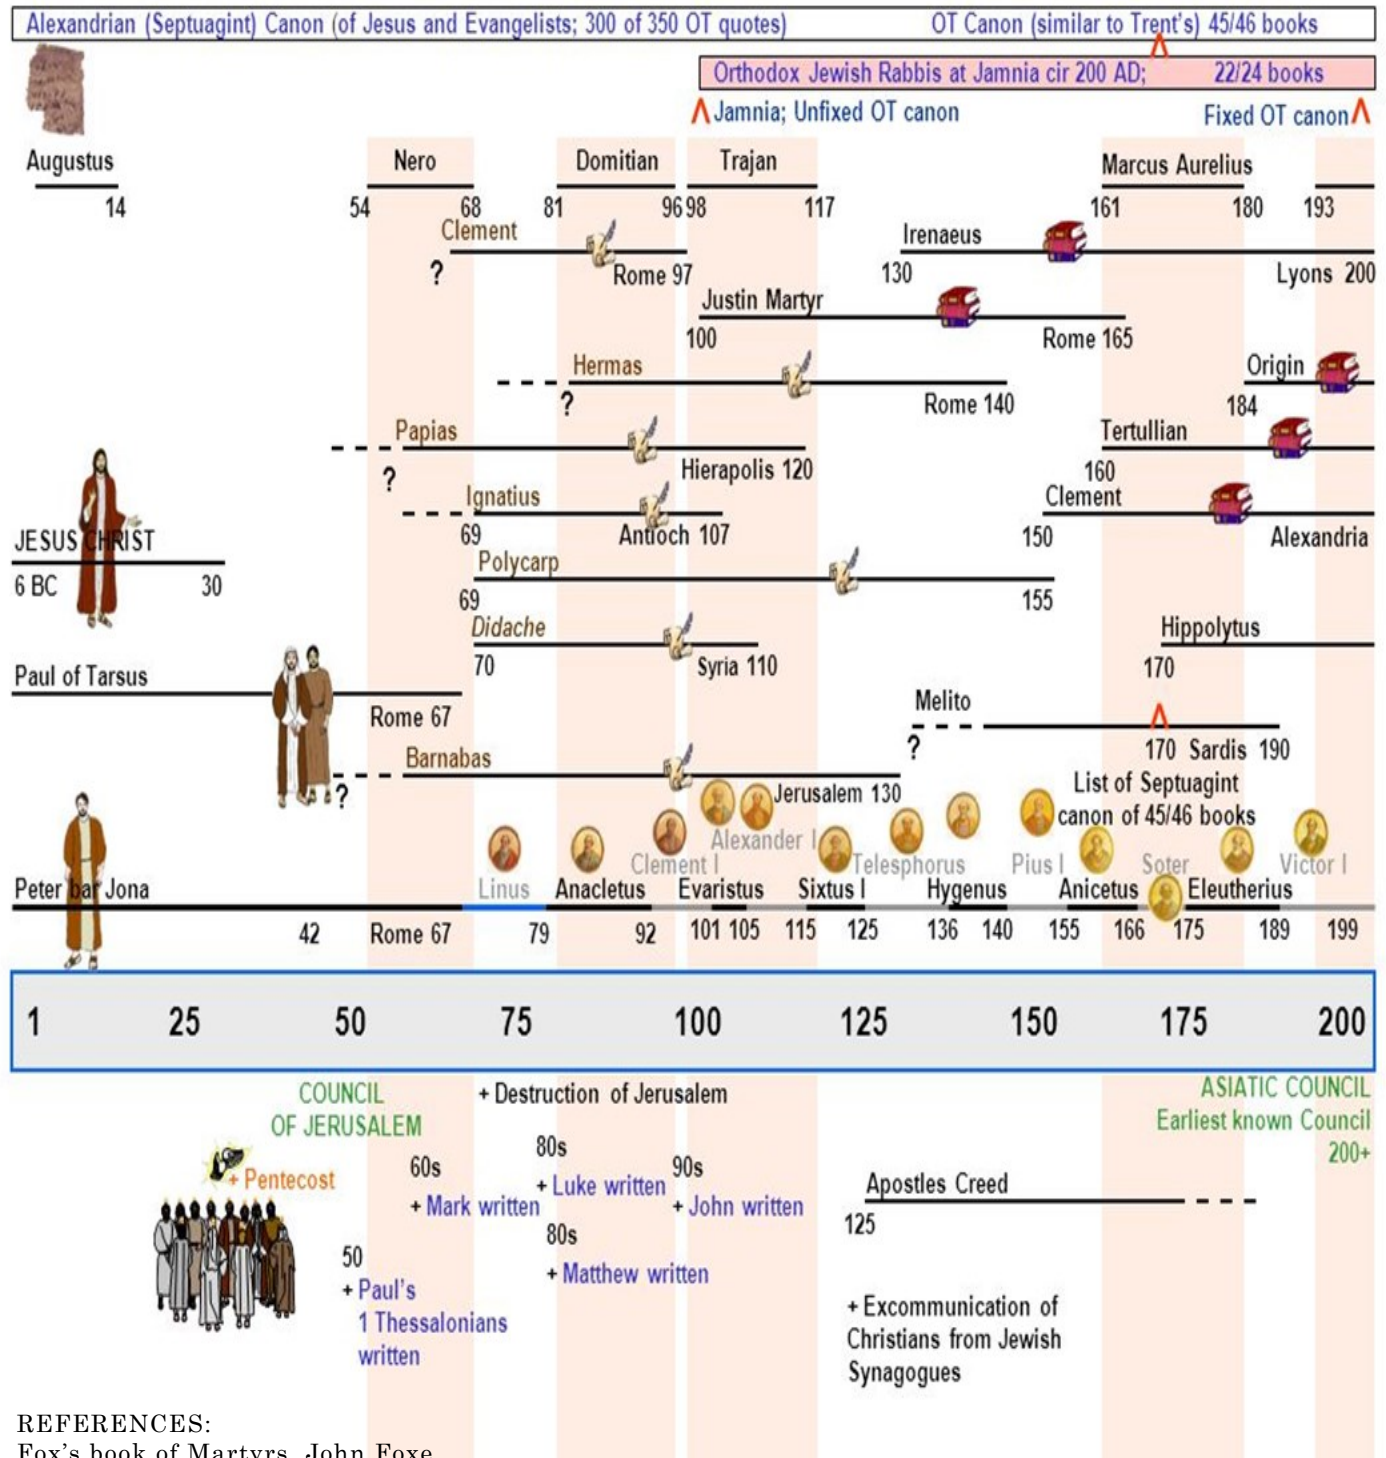 Alexandrian (Septuagint) Canon (of Jesus and Evangelists; 300 of 350 OT quotes) OT Canon (similar to Trent's) 45/46 books
Orthodox Jewish Rabbis at Jamnia cir 200 AD; 22/24 books
Jamnia; Unfixed OT canon Fixed OT canon
Augustus Nero Domitian Trajan Marcus Aurelius
14 54 68 81 96 98 117 161 180 193
Clement Irenaeus
? Rome 97 130 Lyons 200
Justin Martyr
100 Rome 165
Hermas Origin
? Rome 140 184
Papias Tertullian
? Hierapolis 120 160
Ignatius Clement
69 Antioch 107 150 Alexandria
JESUS CHRIST
6 BC 30
Polycarp
69 155
Didache Hippolytus
70 Syria 110 170
Paul of Tarsus
Rome 67
Melito
? 170 Sardis 190
Barnabas
? Jerusalem 130
List of Septuagint
canon of 45/46 books
Alexander I
Clement I Telesphorus Pius I Soter Victor I
Peter bar Jona Linus Anacletus Evaristus Sixtus I Hygenus Anicetus Eleutherius
42 Rome 67 79 92 101 105 115 125 136 140 155 166 175 189 199
1 25 50 75 100 125 150 175 200
COUNCIL
OF JERUSALEM
+ Destruction of Jerusalem
ASIATIC COUNCIL
Earliest known Council
200+
+ Pentecost
60s
+ Mark written
80s
+ Luke written
90s
+ John written
80s
+ Matthew written
50
+ Paul's
1 Thessalonians
written
Apostles Creed
125
+ Excommunication of
Christians from Jewish
Synagogues
REFERENCES:
Fox's book of Martyrs, John Foxe